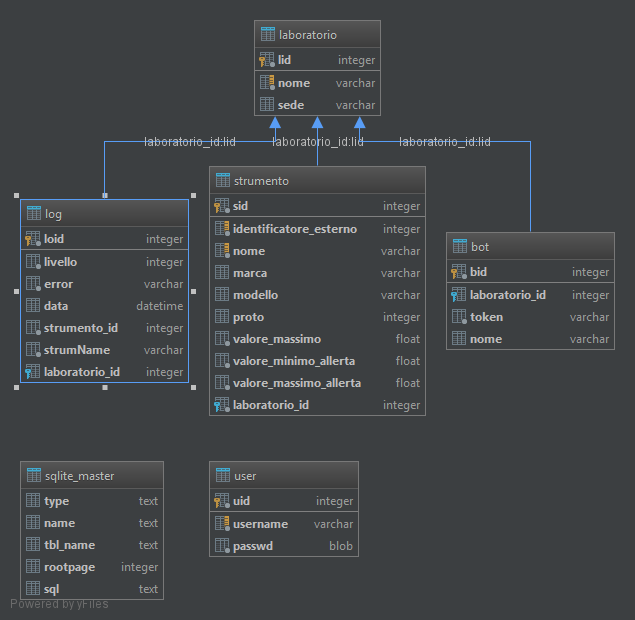 laboratorio
lid integer
nome varchar
sede varchar
laboratorio_id:lid laboratorio_id:lid laboratorio_id:lid
log
loid integer
livello integer
error varchar
data datetime
strumento_id integer
strumName varchar
laboratorio_id integer
strumento
sid integer
identificatore_esterno integer
nome varchar
marca varchar
modello varchar
proto integer
valore_massimo float
valore_minimo_allerta float
valore_massimo_allerta float
laboratorio_id integer
bot
bid integer
laboratorio_id integer
token varchar
nome varchar
sqlite_master
type text
name text
tbl_name text
rootpage integer
sql text
user
uid integer
username varchar
passwd blob
Powered by yFiles